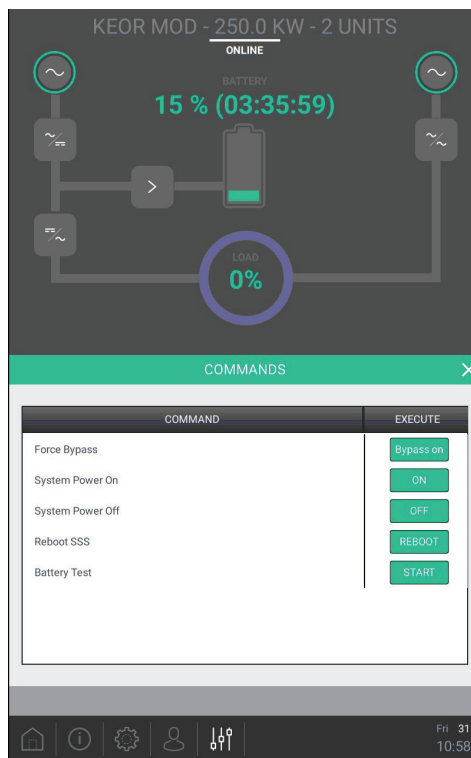 KEOR MOD - 250.0 KW - 2 UNITS
ONLINE
BATTERY
15 % (03:35:59)
LOAD
0%
COMMANDS
COMMAND EXECUTE
Force Bypass Bypass on
System Power On ON
System Power Off OFF
Reboot SSS REBOOT
Battery Test START
Fri 31
10:58